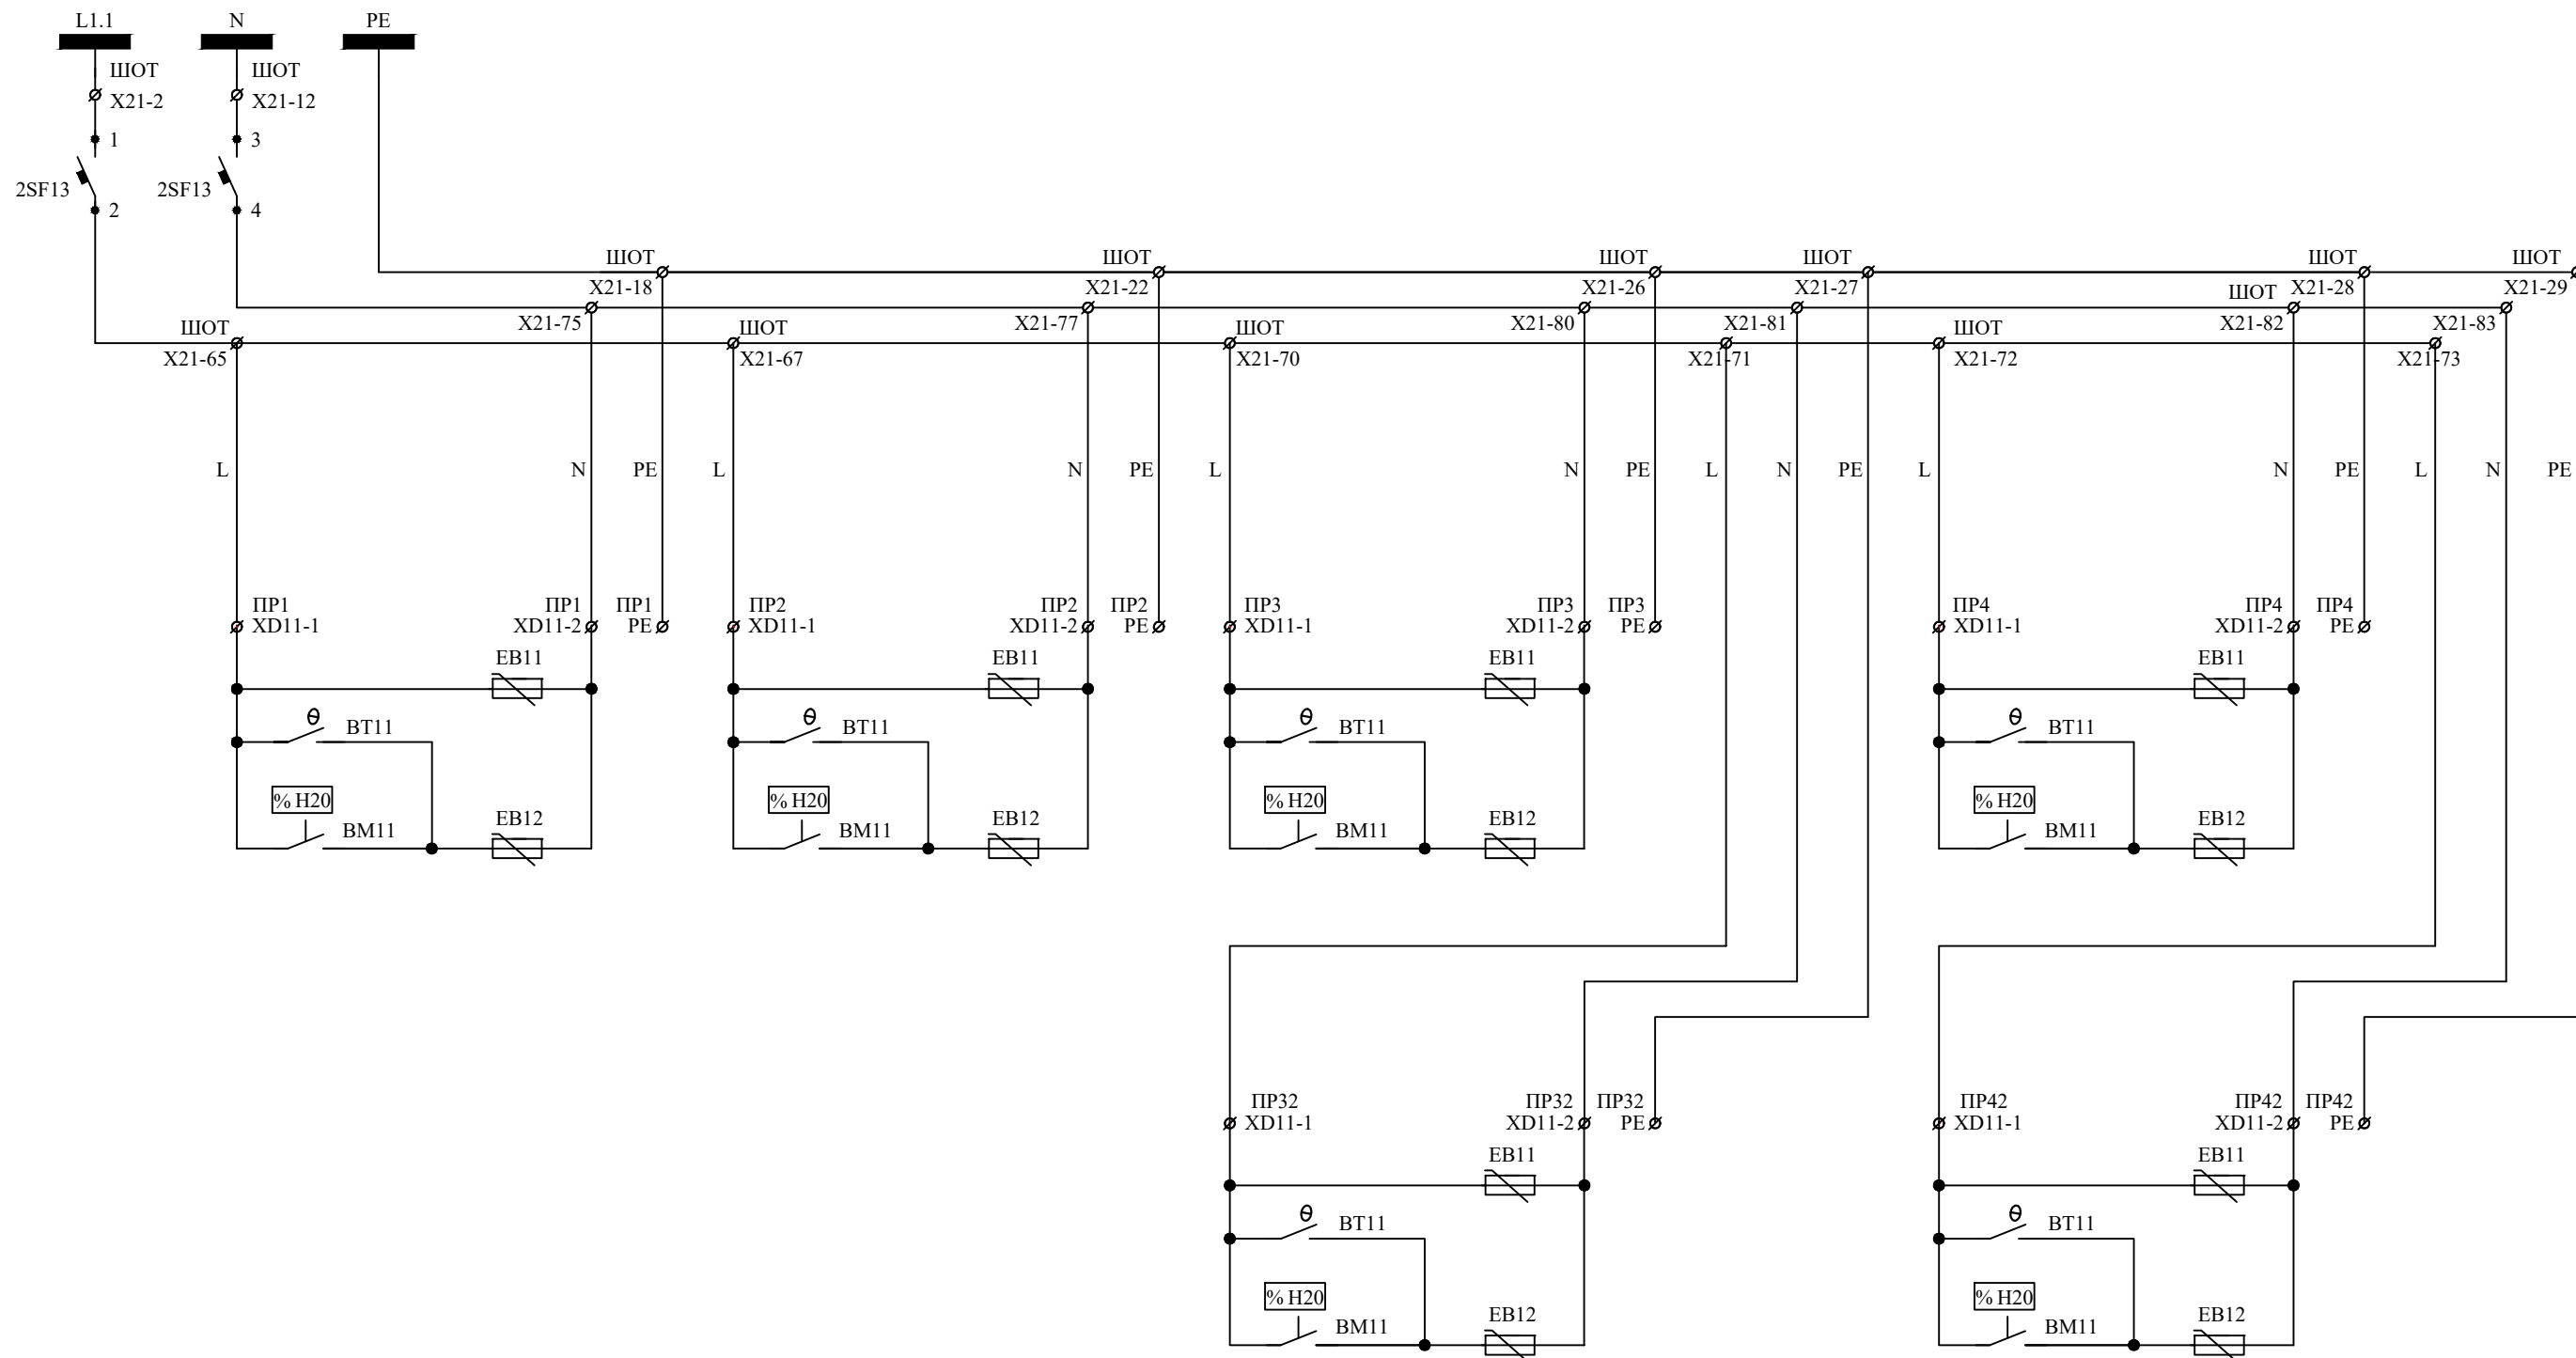 L1.1 N PE
ШОТ ШОТ
X21-2 X21-12
1 3
2SF13 2SF13
2 4
ШОТ ШОТ ШОТ ШОТ ШОТ ШОТ
X21-18 X21-22 X21-26 X21-27 ШОТ X21-28 X21-29
X21-75 X21-77 X21-80 X21-81 X21-82 X21-83
ШОТ ШОТ ШОТ ШОТ
X21-65 X21-67 X21-70 X21-71 X21-72 X21-73
L N PE L N PE L N PE L N PE L N PE L N PE
ПР1 ПР1 ПР1 ПР2 ПР2 ПР2 ПР3 ПР3 ПР3 ПР4 ПР4 ПР4
XD11-1 XD11-2 PE XD11-1 XD11-2 PE XD11-1 XD11-2 PE XD11-1 XD11-2 PE
EB11 EB11 EB11 EB11
θ θ θ θ
BT11 BT11 BT11 BT11
% H20 % H20 % H20 % H20
EB12 EB12 EB12 EB12
BM11 BM11 BM11 BM11
ПР32 ПР32 ПР32 ПР42 ПР42 ПР42
XD11-1 XD11-2 PE XD11-1 XD11-2 PE
EB11 EB11
θ θ
BT11 BT11
% H20 % H20
EB12 EB12
BM11 BM11